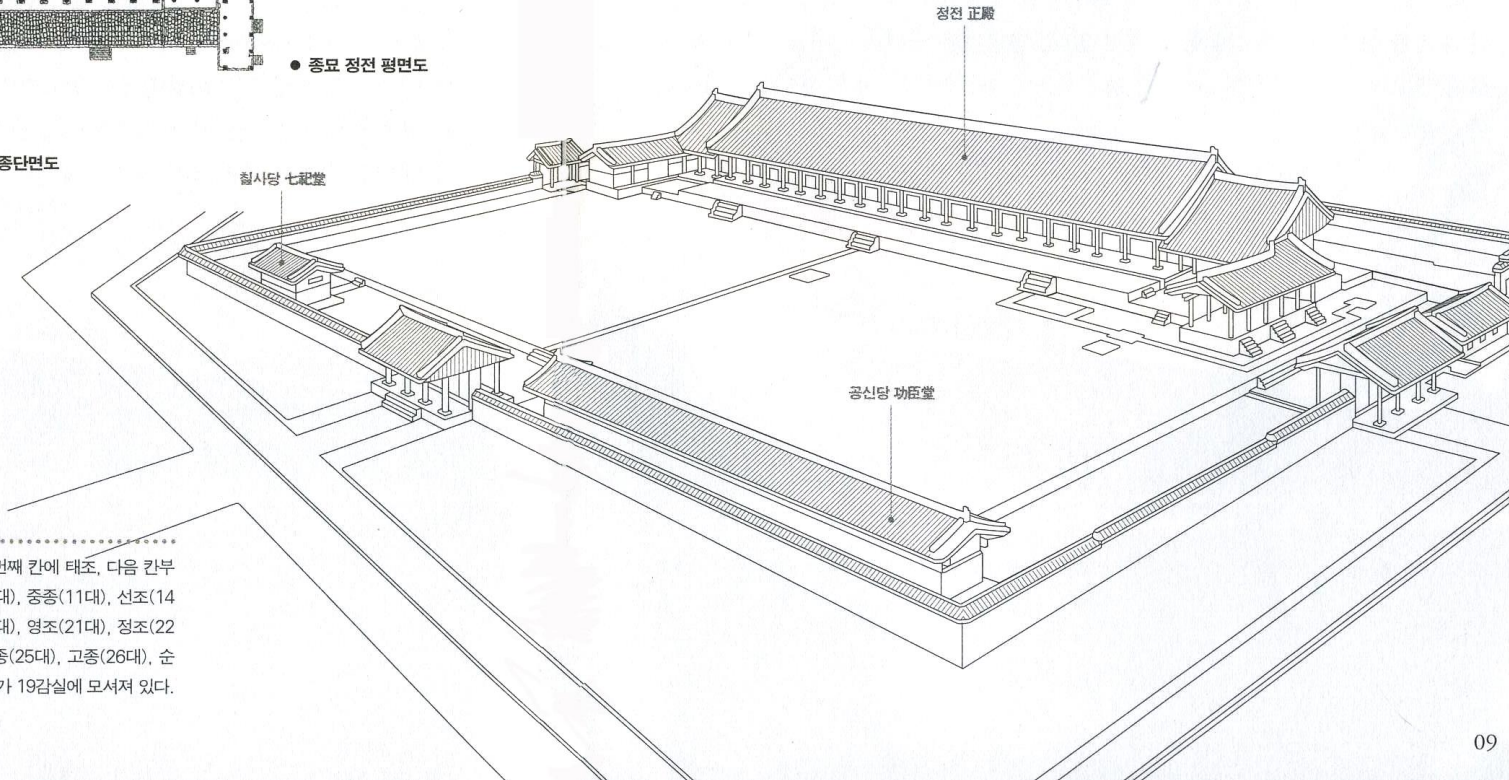 정전 正殿
● 종묘 정전 평면도
종단면도
칠사당 七祀堂
공신당 功臣堂
번째 칸에 태조, 다음 칸부
대), 중종(11대), 선조(14
대), 영조(21대), 정조(22
종(25대), 고종(26대), 순
가 19감실에 모셔져 있다.
09